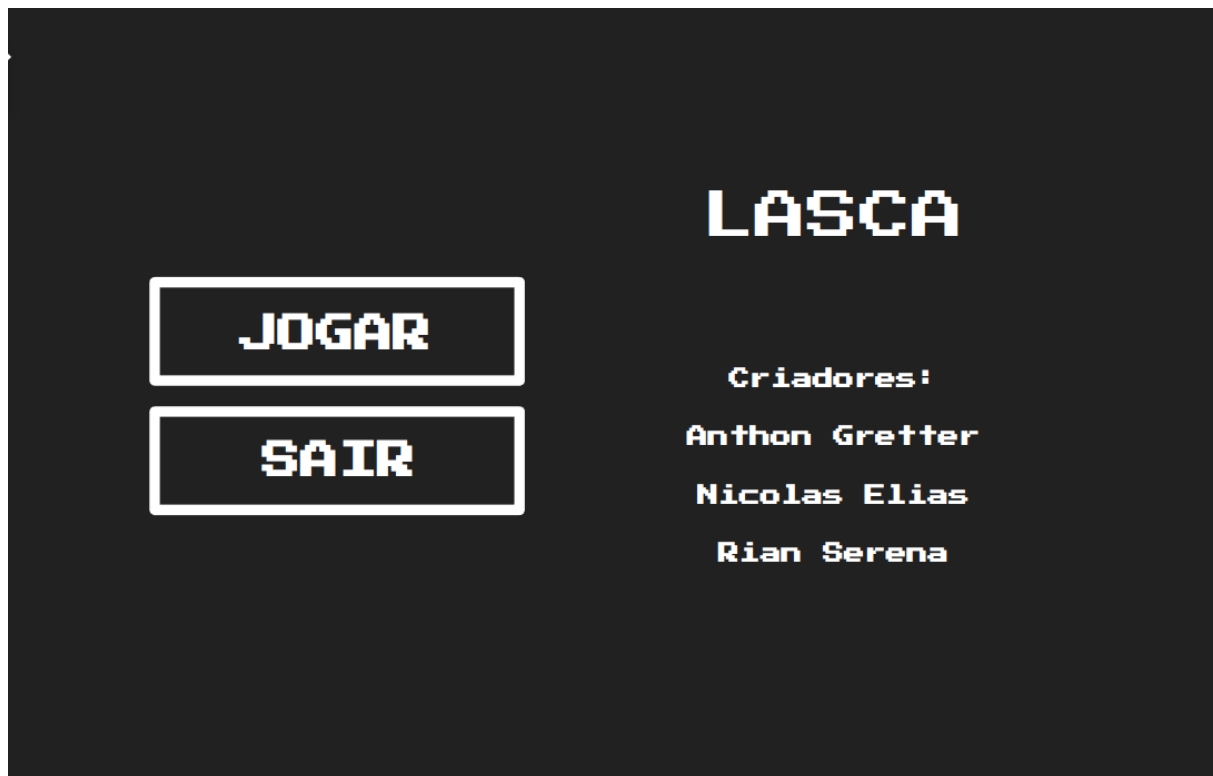 LASCA
JOGAR
SAIR
Criadores:
Anthon Gretter
Nicolas Elias
Rian Serena